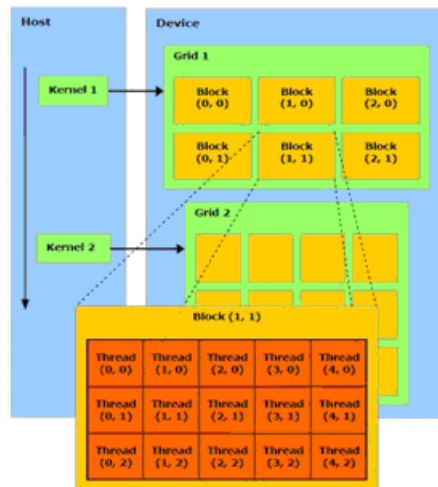 Host
Device
Grid 1
Kernel 1
Block
(0, 0)
Block
(1, 0)
Block
(2, 0)
Block
(0, 1)
Block
(1, 1)
Block
(2, 1)
Grid 2
Kernel 2
Block (1, 1)
Thread
(0, 0)
Thread
(1, 0)
Thread
(2, 0)
Thread
(3, 0)
Thread
(4, 0)
Thread
(0, 1)
Thread
(1, 1)
Thread
(2, 1)
Thread
(3, 1)
Thread
(4, 1)
Thread
(0, 2)
Thread
(1, 2)
Thread
(2, 2)
Thread
(3, 2)
Thread
(4, 2)